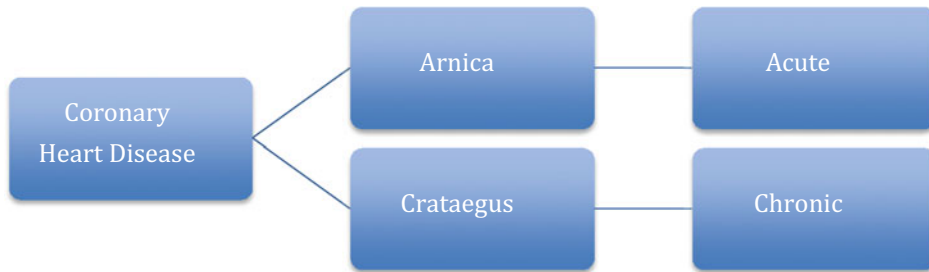 Coronary
Heart Disease
Arnica
Acute
Crataegus
Chronic